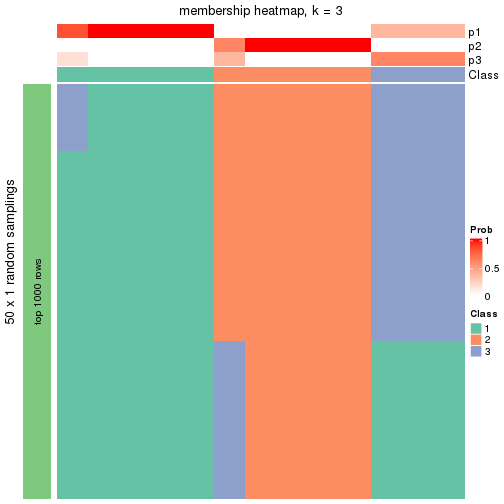 membership heatmap, k = 3
p1
p2
p3
Class
50 x 1 random samplings
top 1000 rows
Prob
1
0.5
0
Class
1
2
3